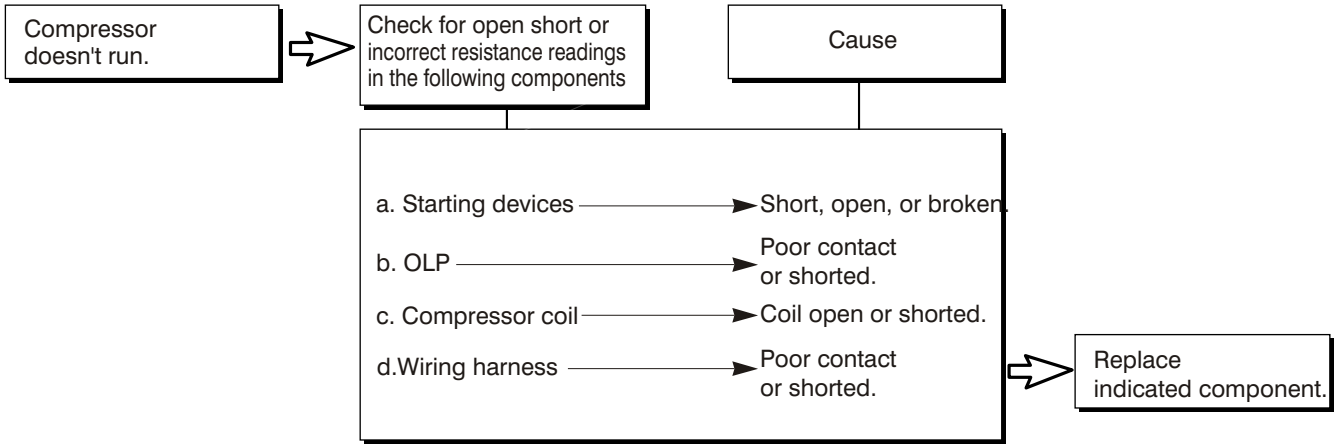 Compressor
doesn't run.
Check for open short or
incorrect resistance readings
in the following components
Cause
a. Starting devices
Short, open, or broken.
b. OLP
Poor contact
or shorted.
c. Compressor coil
Coil open or shorted.
d.Wiring harness
Poor contact
or shorted.
Replace
indicated component.